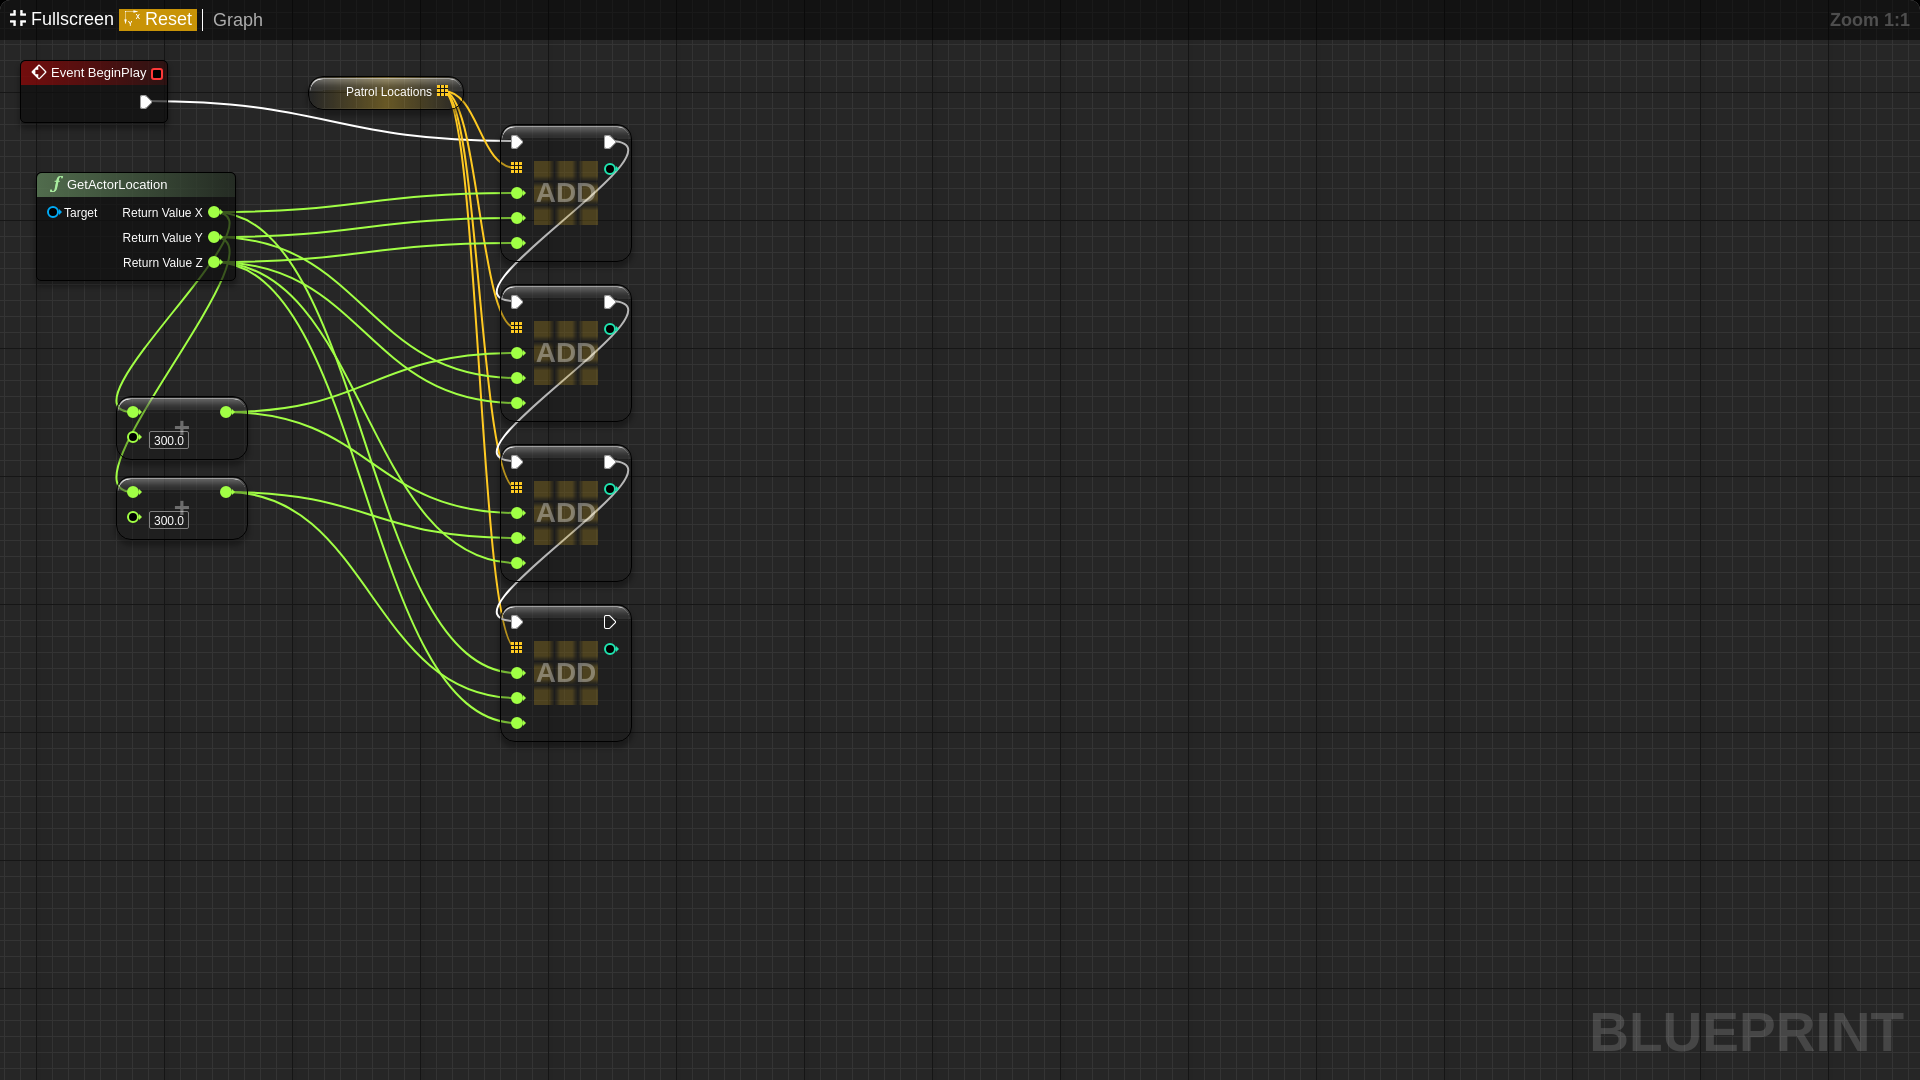 Fullscreen Reset Graph
Zoom 1:1
Event BeginPlay
Patrol Locations
ADD
GetActorLocation
Target Return Value X
Return Value Y
Return Value Z
ADD
300.0
ADD
300.0
ADD
BLUEPRINT